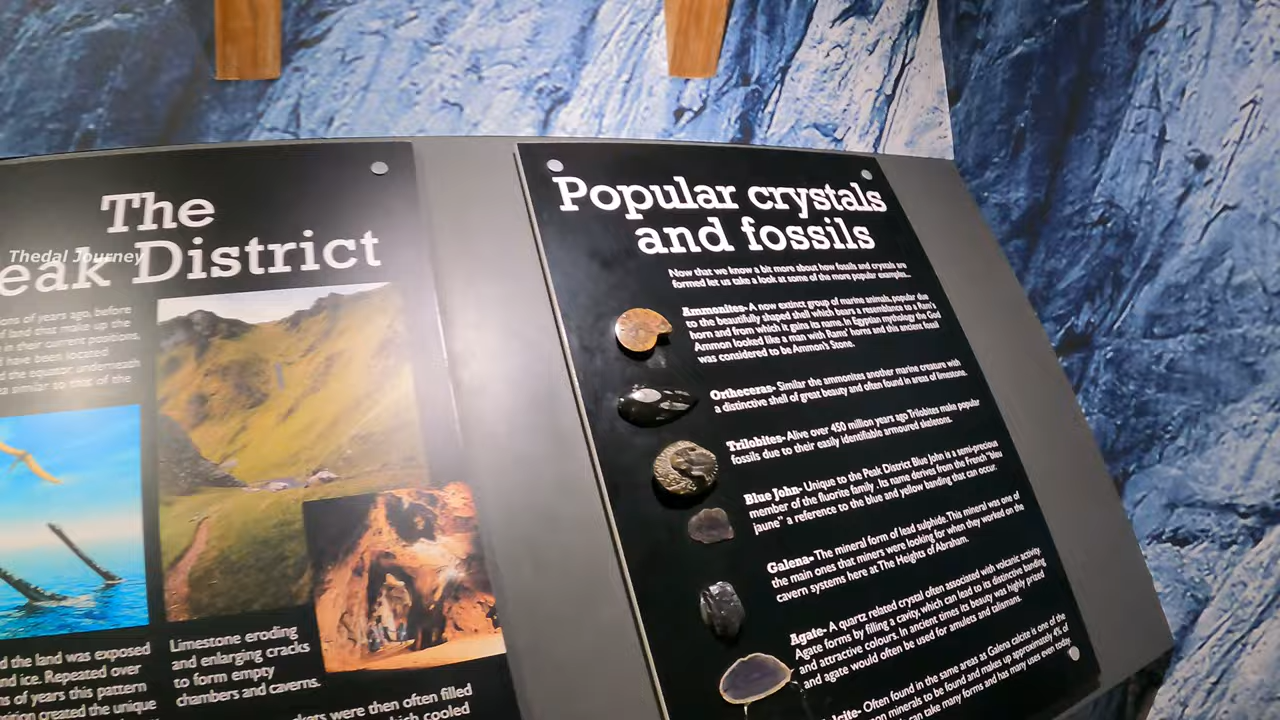 The
eak District
Thedal Journey
ons of years ago, before
f land that make up the
in their current positions,
have been located
d the equator underneath
a similar to this of the
d the land was exposed
nd ice. Repeated over
ns of years this pattern
ition created the unique
Limestone eroding
and enlarging cracks
to form empty
chambers and caverns.
kets were then often filled
hich cooled
Popular crystals
and fossils
Now that we know a bit more about how fossils and crystals are
formed let us take a look at some of the more popular examples...
Ammonites- A now extinct group of marine animals, popular due
to the beautifully shaped shell which bears a resemblance to a Ram's
horn and from which it gains its name. In Egyptian mythology the God
Ammon looked like a man with Rams' horns and this ancient fossil
was considered to be Ammon's Stone.
Ortheceras- Similar the ammonites another marine creature with
a distinctive shell of great beauty and often found in areas of limestone.
Trilobites- Alive over 450 million years ago Trilobites make popular
fossils due to their easily identifiable armoured skeletons.
Blue John- Unique to the Peak District Blue John is a semi-precious
member of the fluorite family . Its name derives from the French "bleu
jaune" a reference to the blue and yellow banding that can occur.
Galena- The mineral form of lead sulphide. This mineral was one of
the main ones that miners were looking for when they worked on the
cavern systems here at The Heights of Abraham.
Agate- A quartz related crystal often associated with volcanic activity.
Agate forms by filling a cavity, which can lead to its distinctive banding
and attractive colours. In ancient times its beauty was highly prized
and agate would often be used for amulets and talismans.
lcite- Often found in the same areas as Galena calcite is one of the
on minerals to be found and makes up approximately 4% of
can take many forms and has many uses even today